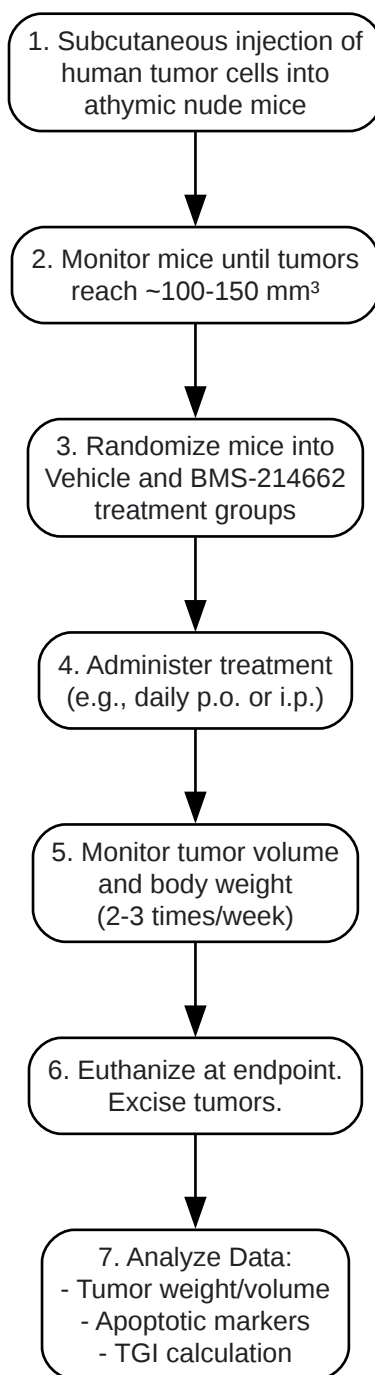 1. Subcutaneous injection of
human tumor cells into
athymic nude mice
2. Monitor mice until tumors
reach ~100-150 mm³
3. Randomize mice into
Vehicle and BMS-214662
treatment groups
4. Administer treatment
(e.g., daily p.o. or i.p.)
5. Monitor tumor volume
and body weight
(2-3 times/week)
6. Euthanize at endpoint.
Excise tumors.
7. Analyze Data:
- Tumor weight/volume
- Apoptotic markers
- TGI calculation